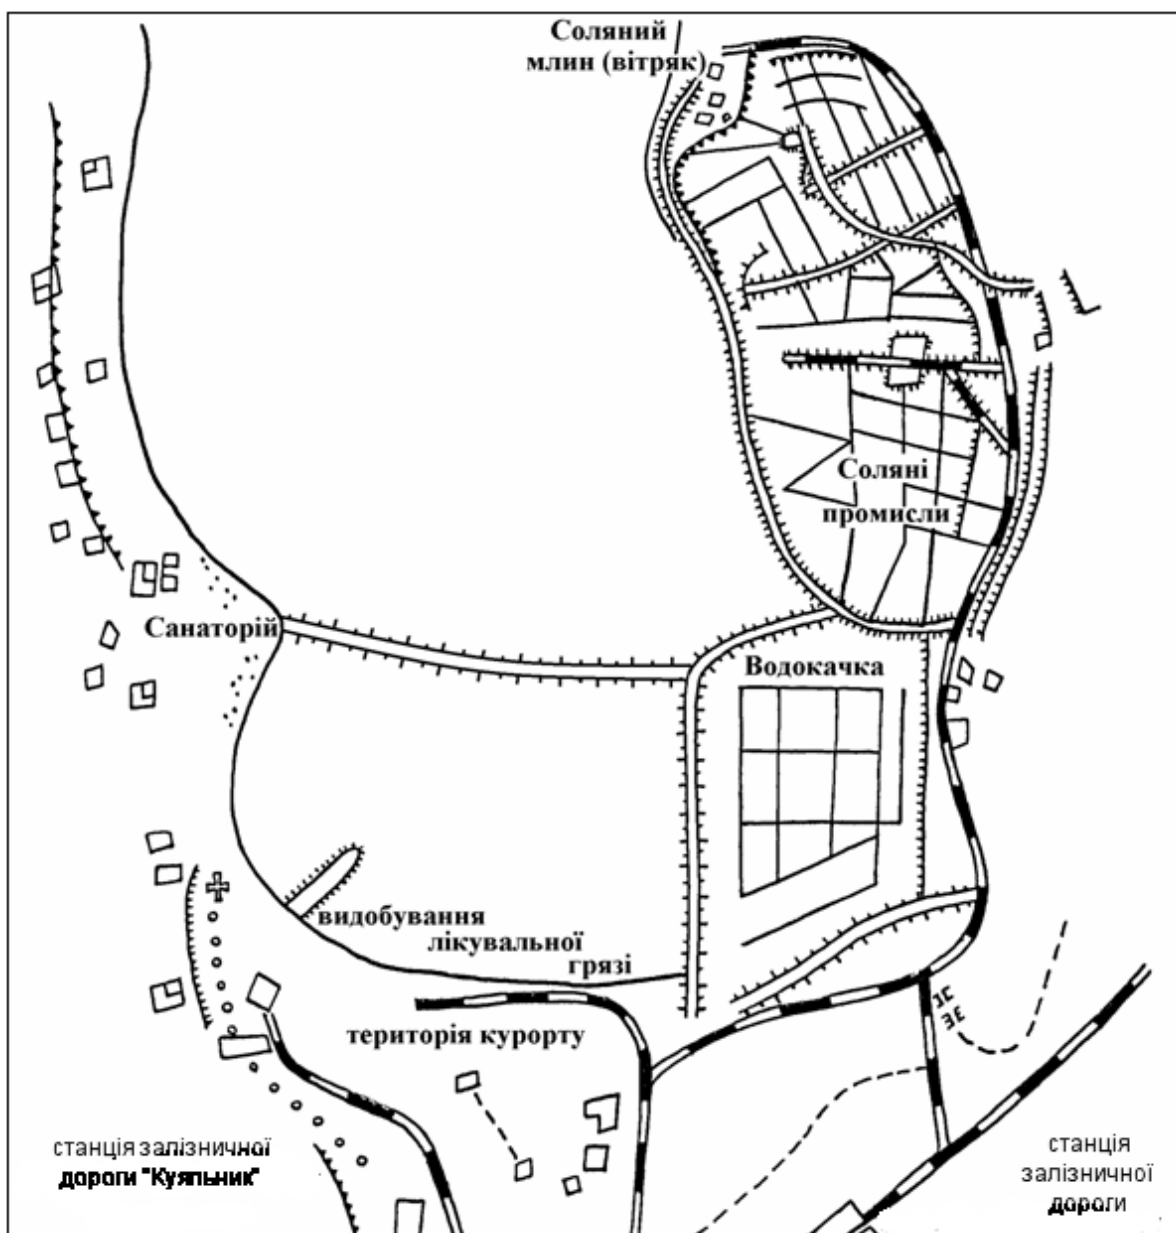 Соляний
млин (вітряк)
Соляні
промисли
Санаторій
Водокачка
видобування
лікувальної
грязі
територія курорту
станція залізничної
дороги "Куяльник"
станція
залізничної
дороги